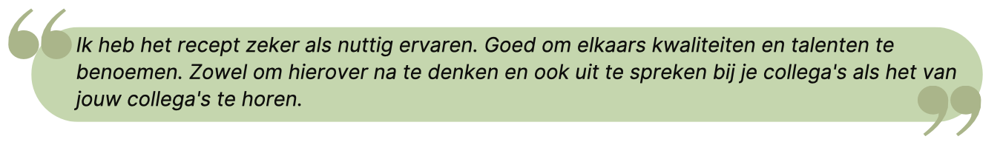 Ik heb het recept zeker als nuttig ervaren. Goed om elkaars kwaliteiten en talenten te
benoemen. Zowel om hierover na te denken en ook uit te spreken bij je collega's als het van
jouw collega's te horen.